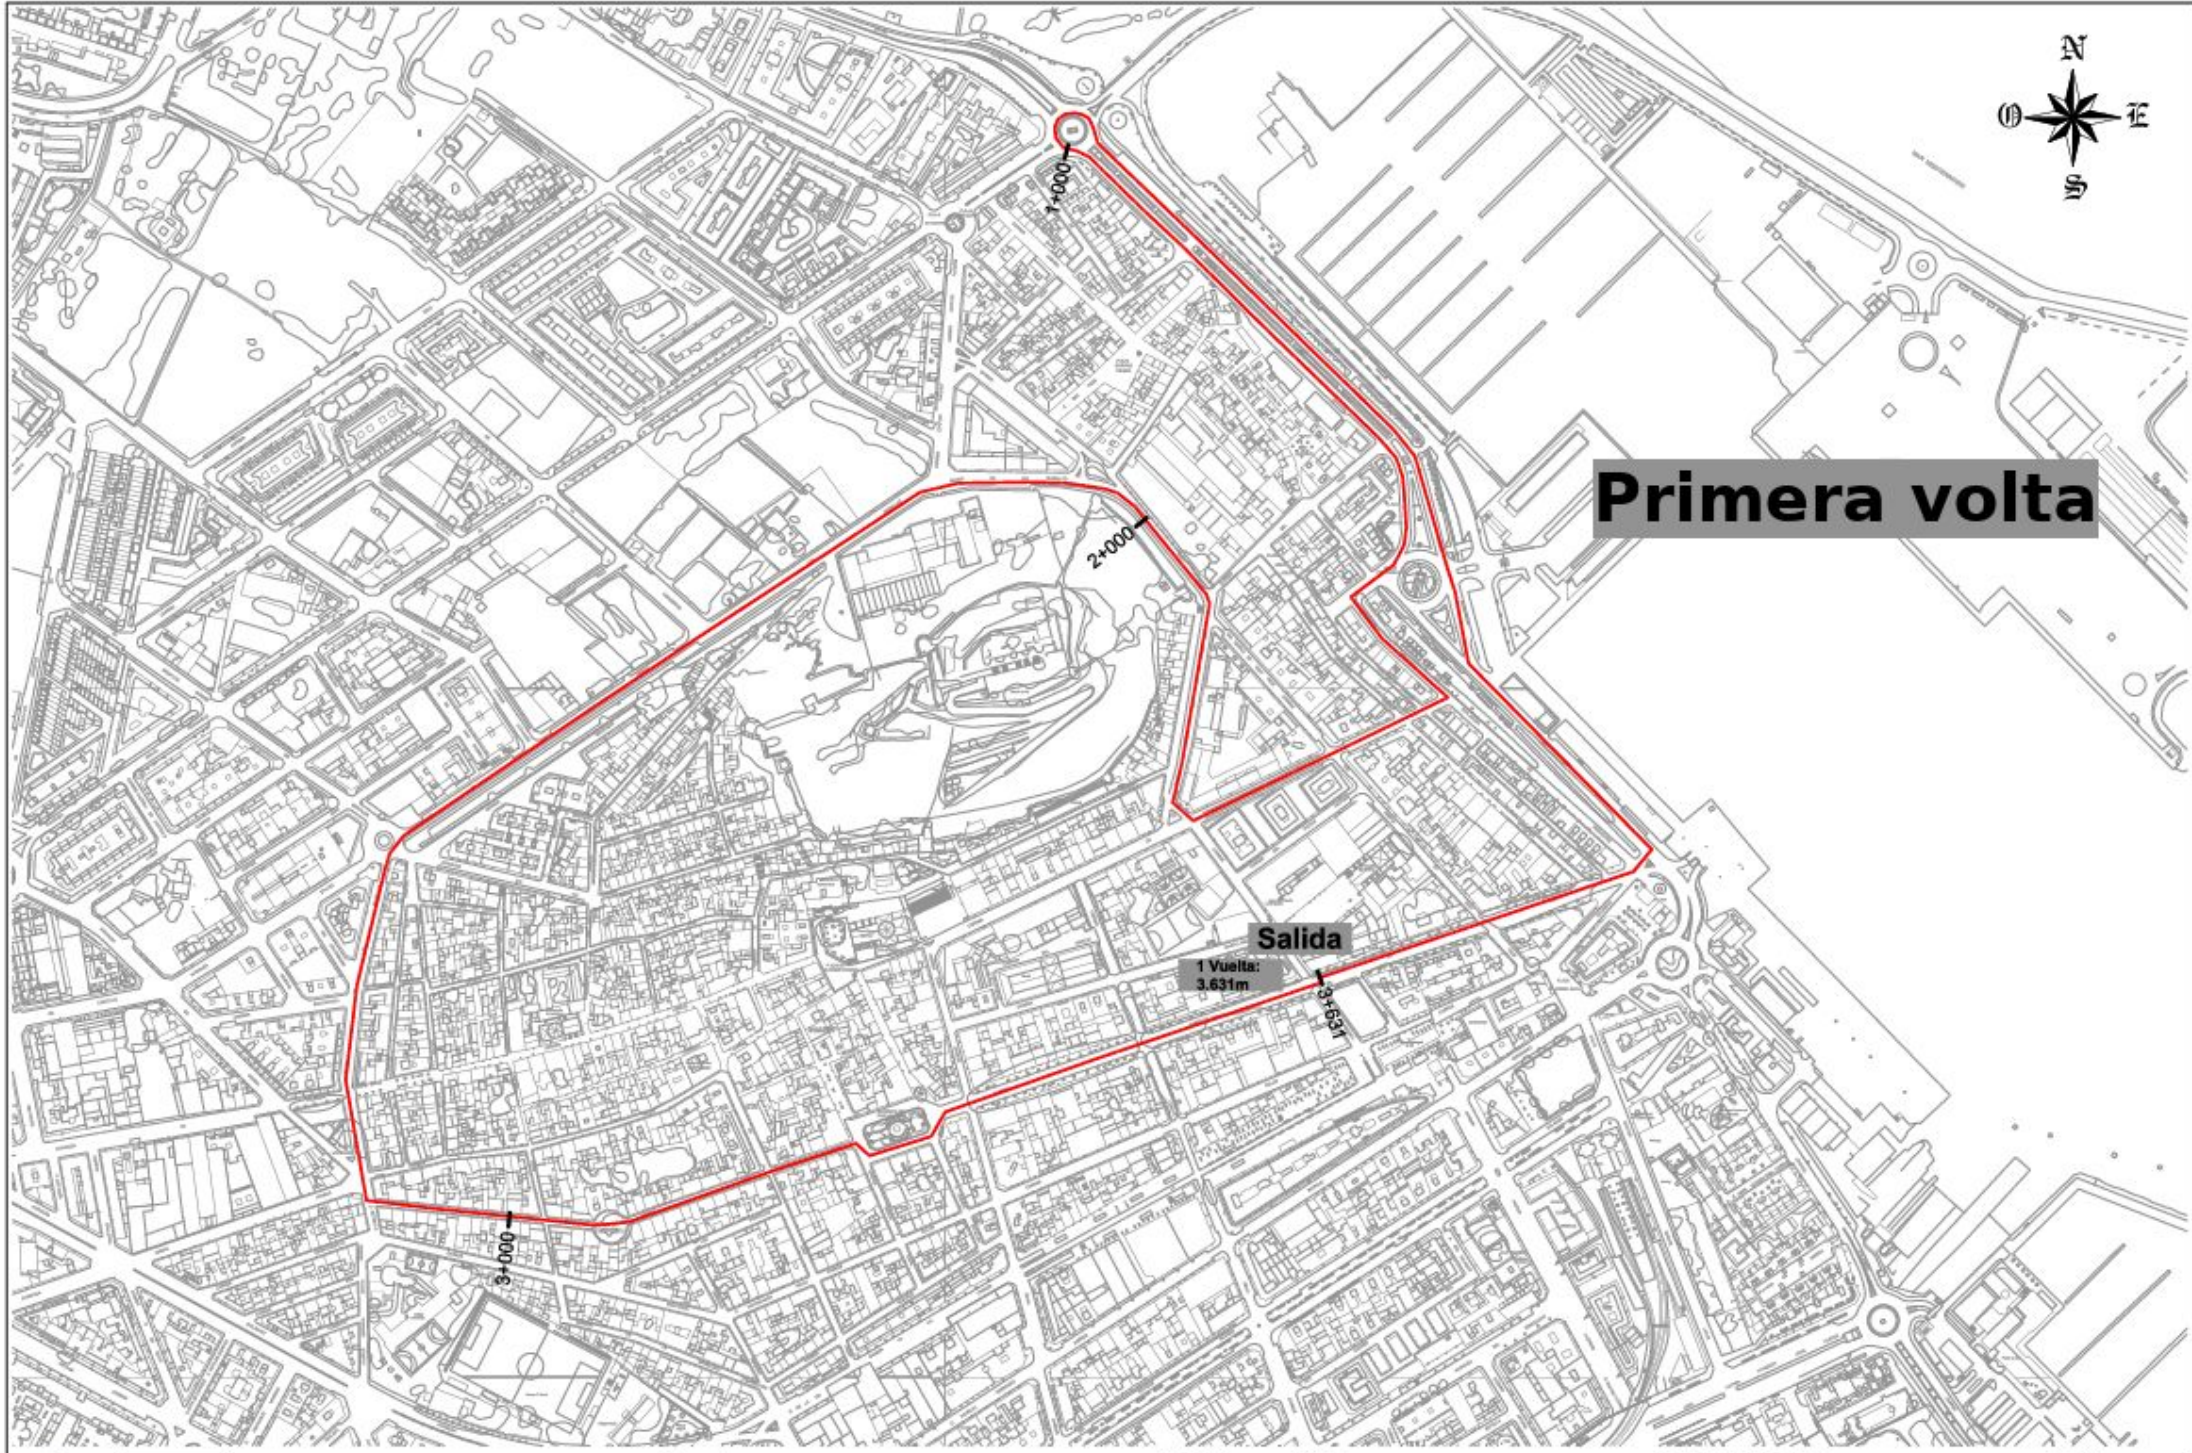 N
O E
S
1+000
Primera volta
2+000
Salida
1 Vuelta:
3.631m
3+631
3+000